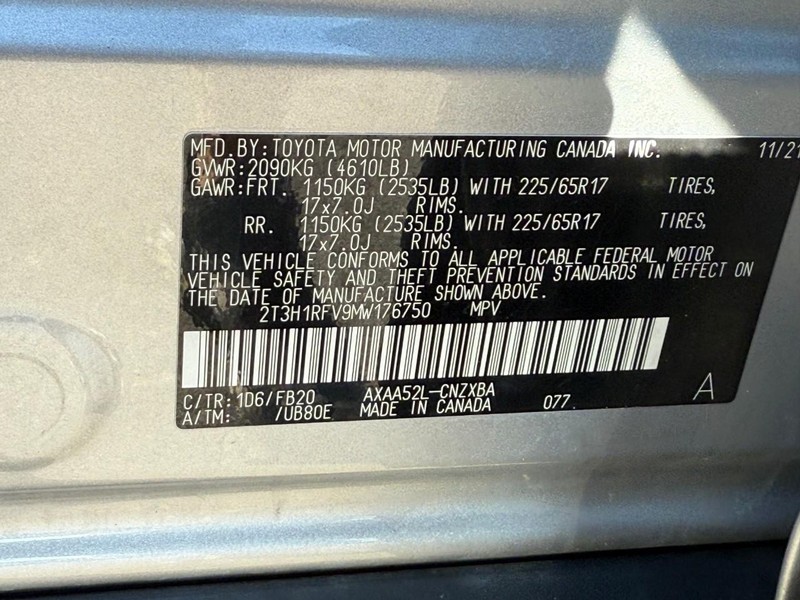 MFD.BY:TOYOTA MOTOR MANUFACTURING CANADA INC. 11/21
GVWR:2090KG (4610LB)
GAWR:FRT. 1150KG (2535LB) WITH 225/65R17 TIRES,
17x7.0J RIMS.
RR. 1150KG (2535LB) WITH 225/65R17 TIRES,
17x7.0J RIMS.
THIS VEHICLE CONFORMS TO ALL APPLICABLE FEDERAL MOTOR
VEHICLE SAFETY AND THEFT PREVENTION STANDARDS IN EFFECT ON
THE DATE OF MANUFACTURE SHOWN ABOVE.
2T3H1RFV9MW176750 MPV
C/TR:1D6/FB20 AXAA52L-CNZXBA
A/TM: /UB80E MADE IN CANADA 077 A